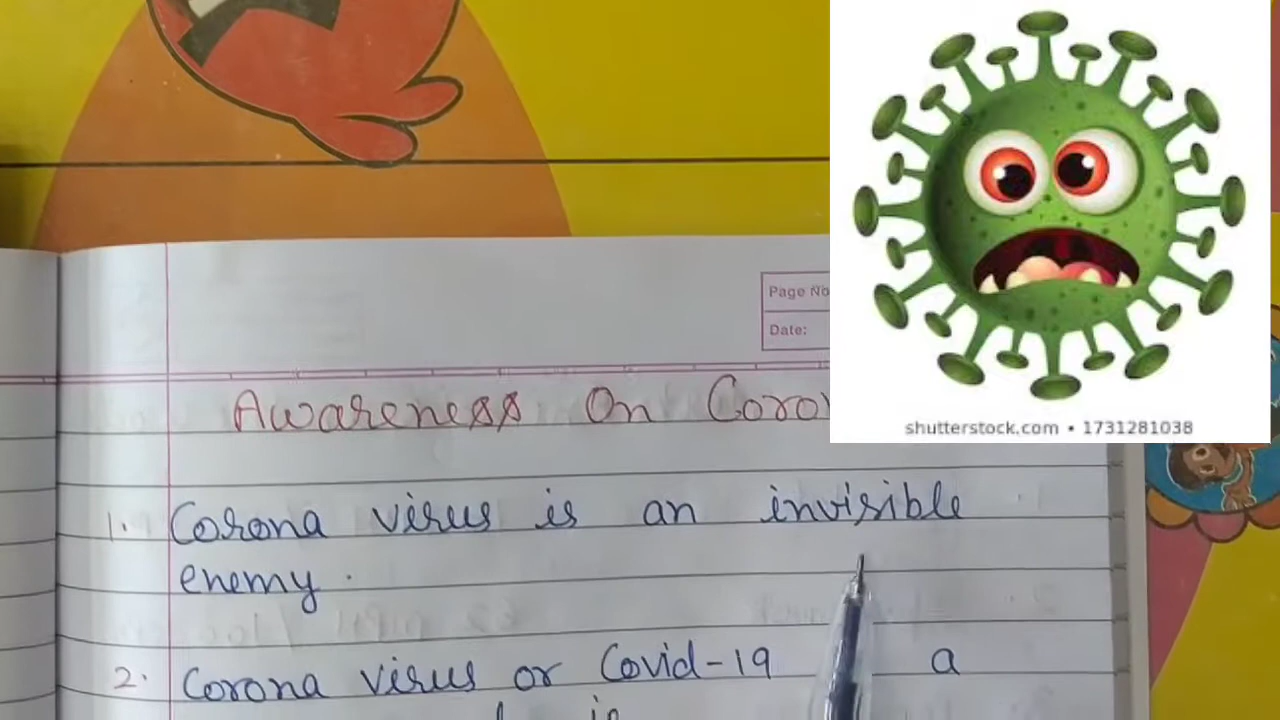 Page No
Date:
Awareness On Coro
shutterstock.com • 1731281038
1. Corona virus is an invisible
enemy.
2. Corona virus or Covid-19 a